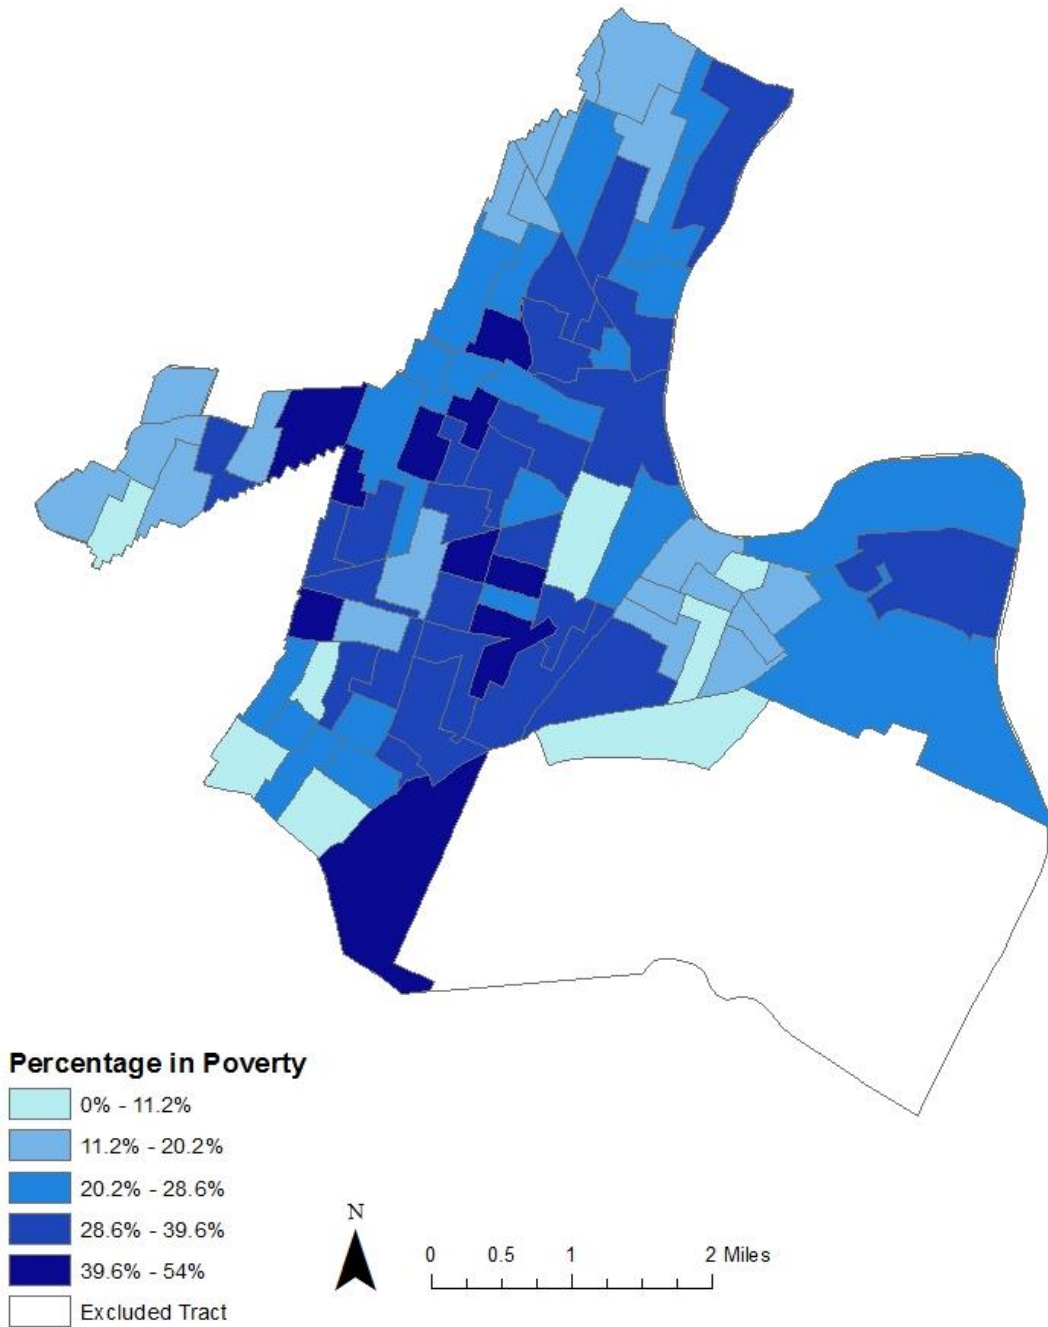 Percentage in Poverty
0% - 11.2%
11.2% - 20.2%
20.2% - 28.6%
28.6% - 39.6%
39.6% - 54%
Excluded Tract
N
0 0.5 1 2 Miles